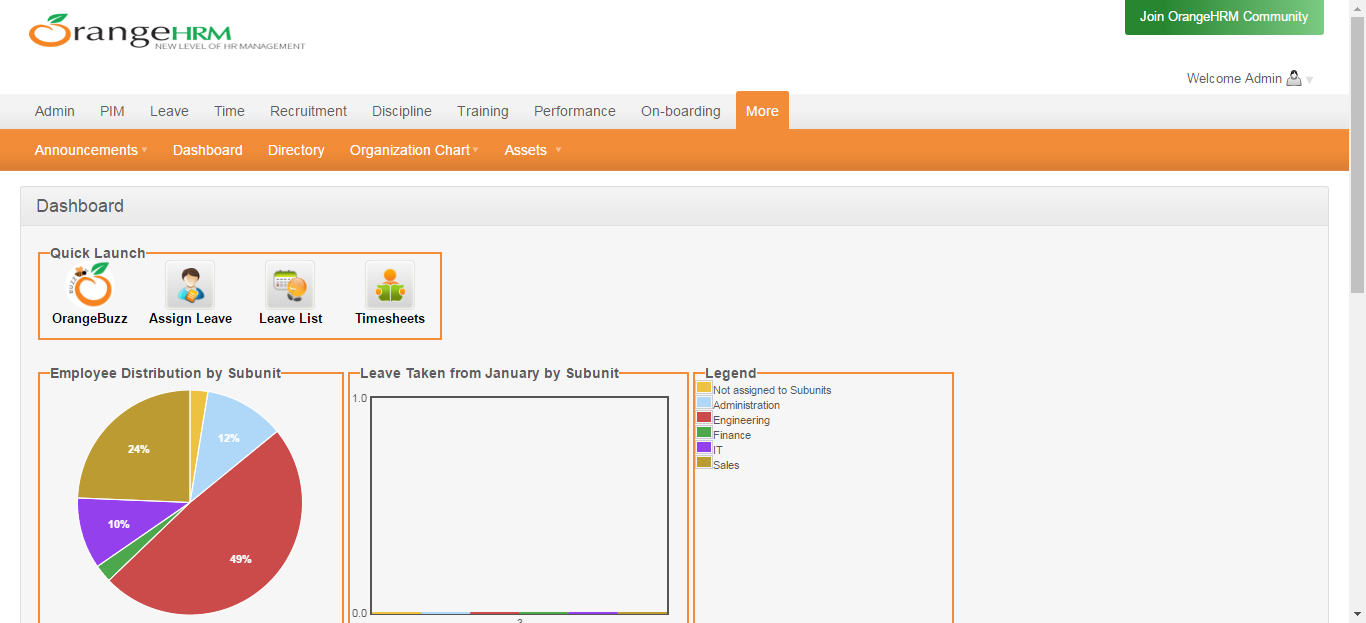 OrangeHRM
NEW LEVEL OF HR MANAGEMENT
Join OrangeHRM Community
Welcome Admin
Admin PIM Leave Time Recruitment Discipline Training Performance On-boarding More
Announcements Dashboard Directory Organization Chart Assets
Dashboard
Quick Launch
BUZZ
OrangeBuzz Assign Leave Leave List Timesheets
Employee Distribution by Subunit
24%
12%
10%
49%
Leave Taken from January by Subunit
1.0
0.0
Legend
Not assigned to Subunits
Administration
Engineering
Finance
IT
Sales